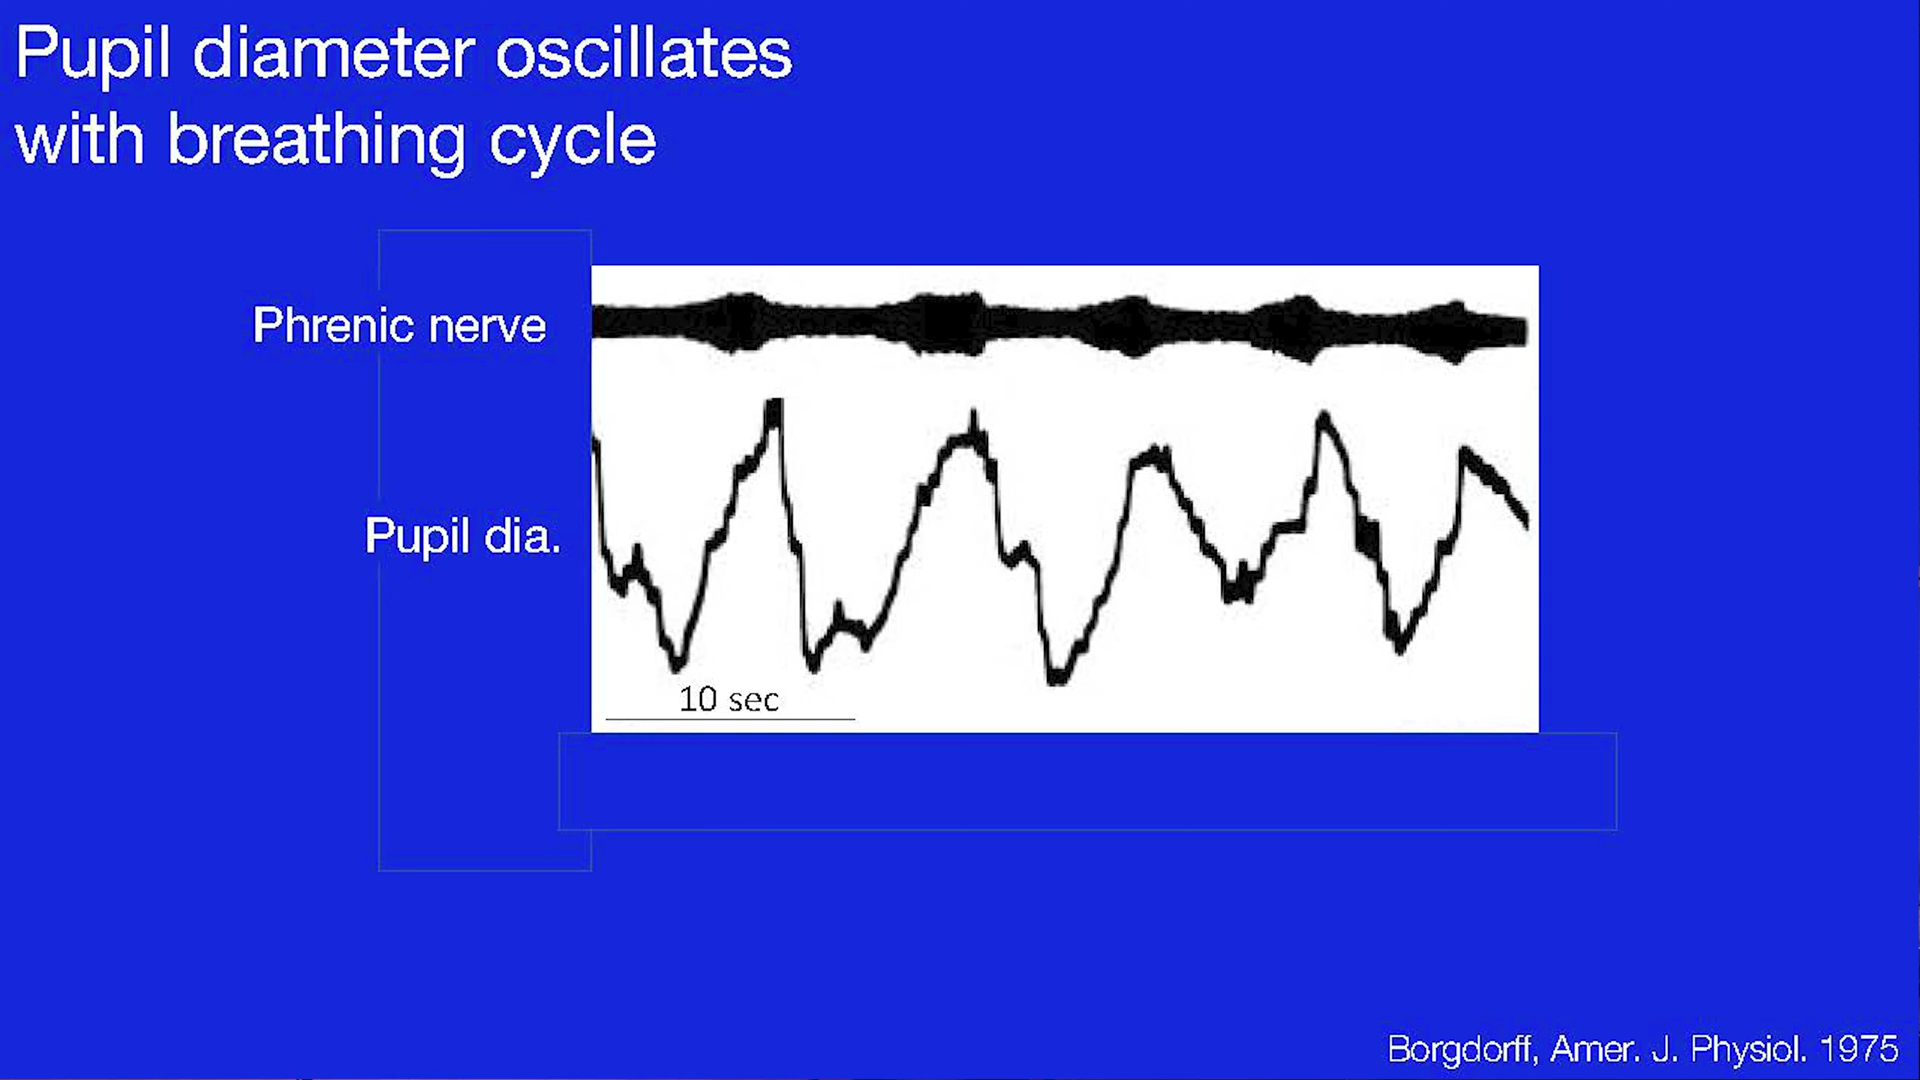 Pupil diameter oscillates
with breathing cycle
Phrenic nerve
Pupil dia.
10 sec
Borgdorff, Amer. J. Physiol. 1975